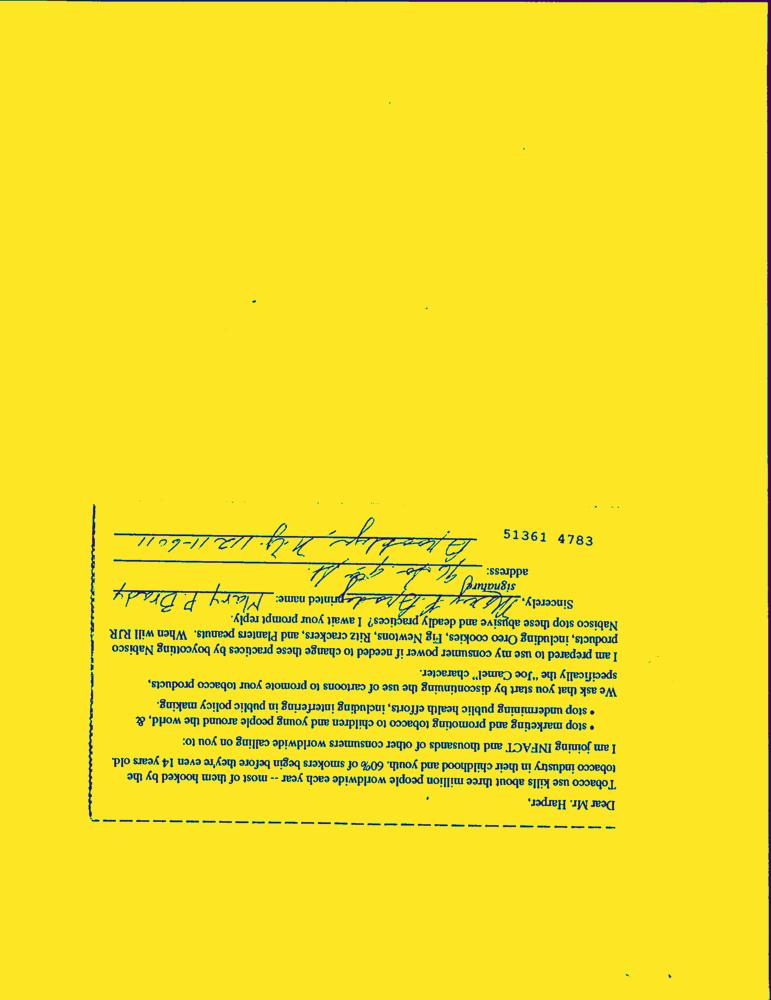 Dear Mr. Harper,
Tobacco use kills about three million people worldwide each year -- most of them hooked by the
tobacco industry in their childhood and youth. 60% of smokers begin before they're even 14 years old.
I am joining INFACT and thousands of other consumers worldwide calling on you to:
• stop marketing and promoting tobacco to children and young people around the world, &
• stop undermining public health efforts, including interfering in public policy making.
We ask that you start by discontinuing the use of cartoons to promote your tobacco products,
specifically the "Joe Camel" character.
I am prepared to use my consumer power if needed to change these practices by boycotting Nabisco
products, including Oreo cookies, Fig Newtons, Ritz crackers, and Planters peanuts. When will RJR
Nabisco stop these abusive and deadly practices? I await your prompt reply.
Sincerely, Mary P. Brady printed name: Mary P. Brady
signature
address: 96 So. 9th St.
Brooklyn, N.Y. 11211-6011
51361 4783